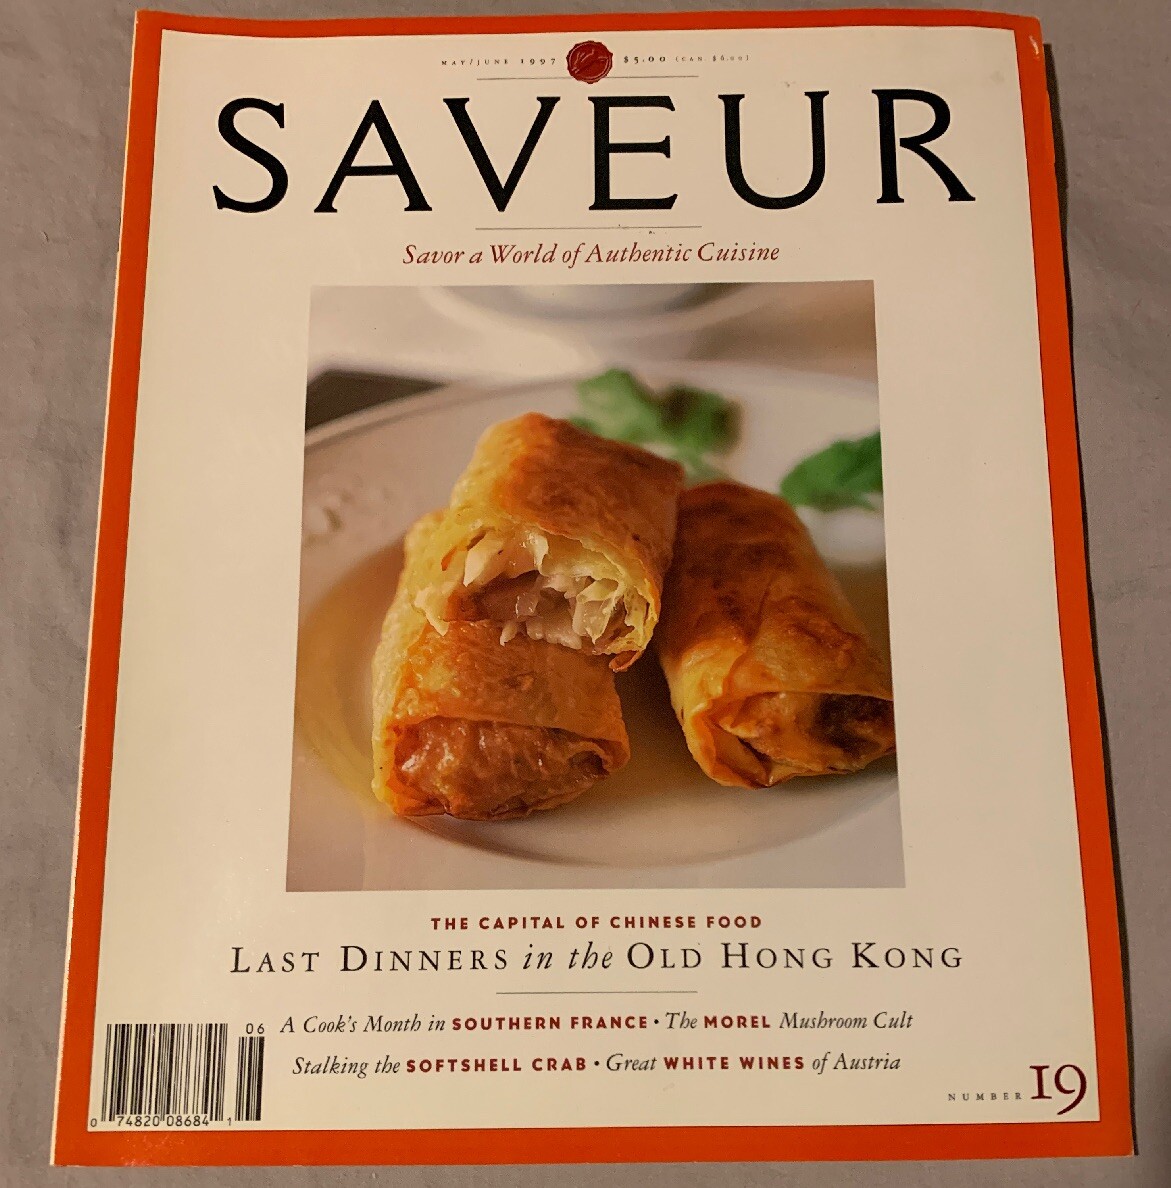 MAY/JUNE 1997 $5.00 (CAN $6.00)
SAVEUR
Savor a World of Authentic Cuisine
THE CAPITAL OF CHINESE FOOD
LAST DINNERS in the OLD HONG KONG
A Cook's Month in SOUTHERN FRANCE • The MOREL Mushroom Cult
Stalking the SOFTSHELL CRAB • Great WHITE WINES of Austria
NUMBER 19
06
0 74820 08684 1